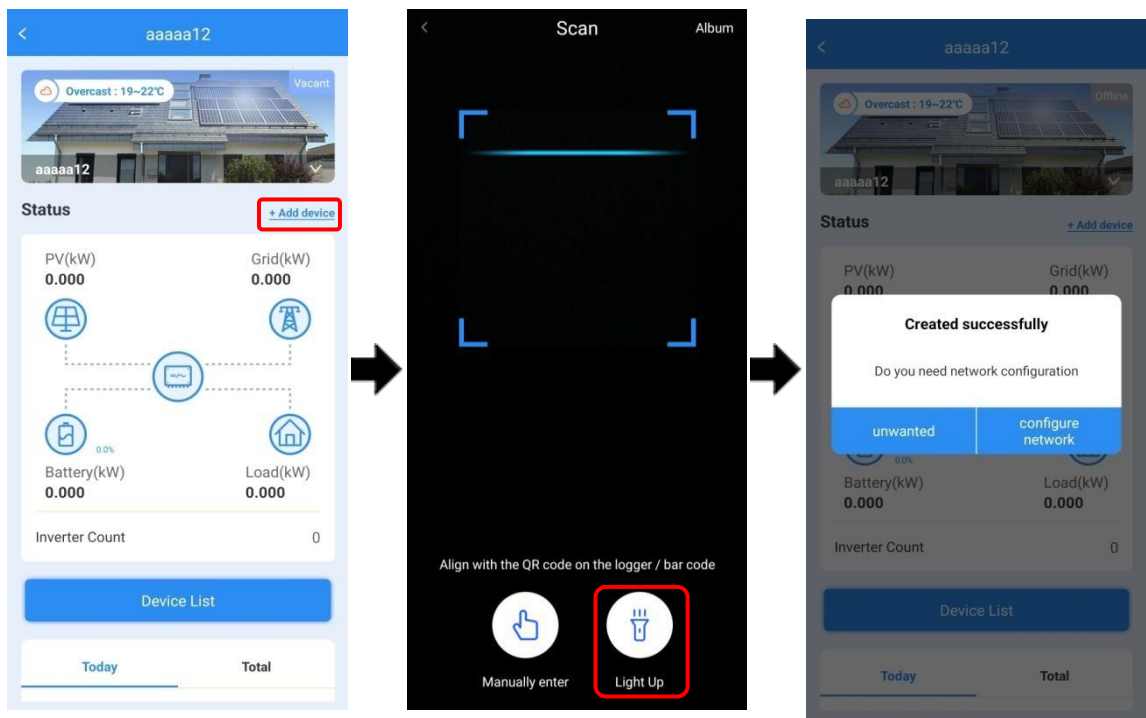 aaaaa12
Overcast : 19~22℃
Vacant
aaaaa12
Status
+ Add device
PV(kW)
Grid(kW)
0.000
0.000
0.0%
Battery(kW)
Load(kW)
0.000
0.000
Inverter Count
0
Device List
Today
Total
Scan
Album
Align with the QR code on the logger / bar code
Manually enter
Light Up
aaaaa12
Overcast : 19~22℃
Offline
aaaaa12
Status
+ Add device
PV(kW)
Grid(kW)
0.000
0.000
Created successfully
Do you need network configuration
unwanted
configure
network
0.0%
Battery(kW)
Load(kW)
0.000
0.000
Inverter Count
0
Device List
Today
Total